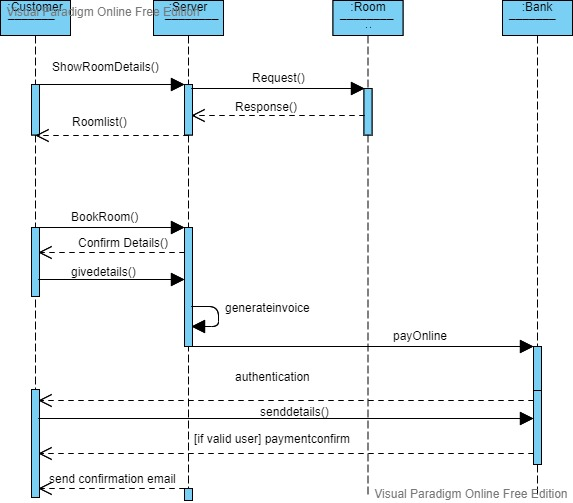 :Customer
Visual Paradigm Online Free Edition
:Server
:Room
:Bank
ShowRoomDetails()
Request()
Response()
Roomlist()
BookRoom()
Confirm Details()
givedetails()
generateinvoice
payOnline
authentication
senddetails()
[if valid user] paymentconfirm
send confirmation email
Visual Paradigm Online Free Edition